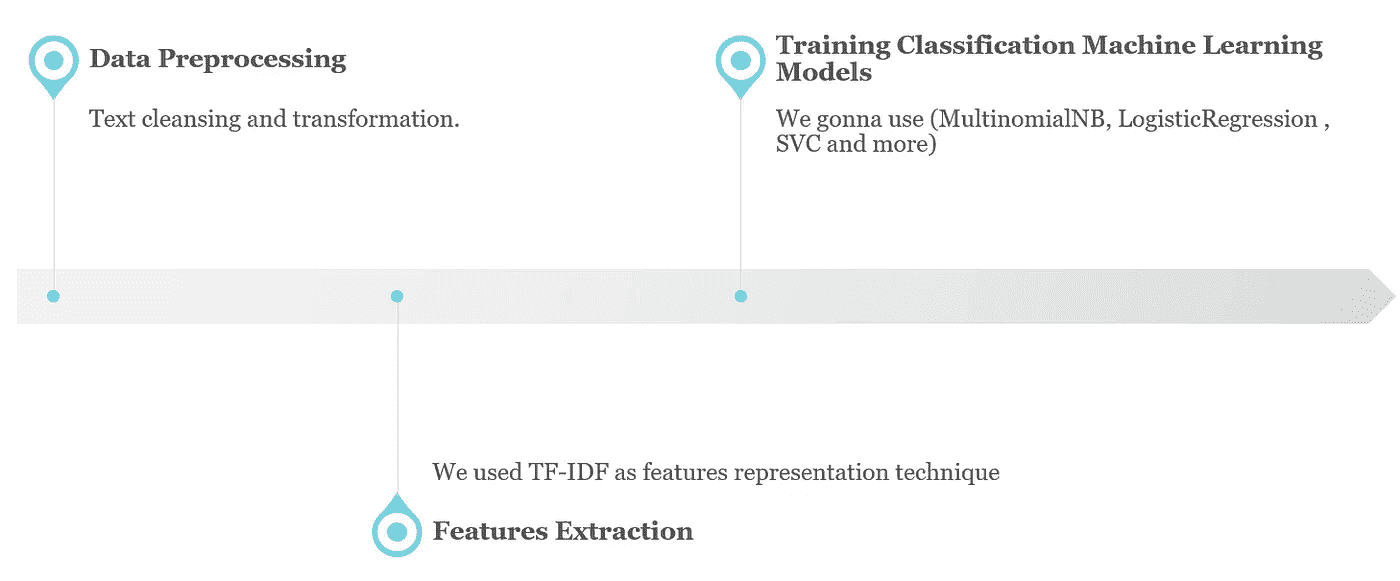 Data Preprocessing
Text cleansing and transformation.
Training Classification Machine Learning
Models
We gonna use (MultinomialNB, LogisticRegression ,
SVC and more)
We used TF-IDF as features representation technique
Features Extraction